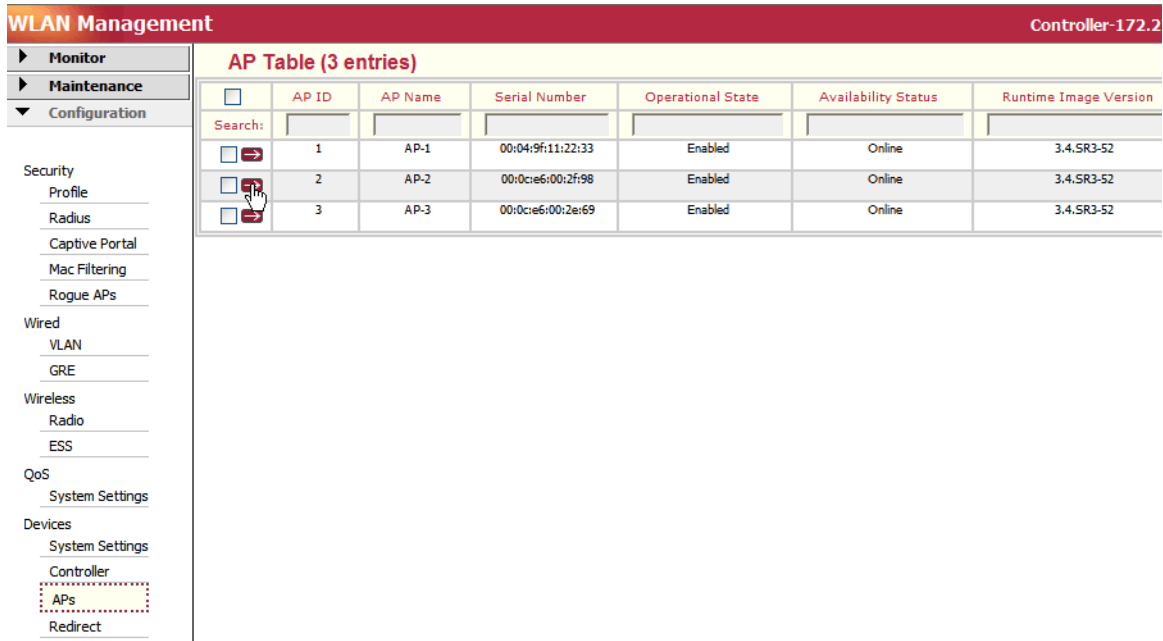 WLAN Management
Controller-172.2
Monitor
Maintenance
Configuration
Security
Profile
Radius
Captive Portal
Mac Filtering
Rogue APs
Wired
VLAN
GRE
Wireless
Radio
ESS
QoS
System Settings
Devices
System Settings
Controller
APs
Redirect
AP Table (3 entries)
AP ID AP Name Serial Number Operational State Availability Status Runtime Image Version
Search:
1 AP-1 00:04:9f:11:22:33 Enabled Online 3.4.SR3-52
2 AP-2 00:0c:e6:00:2f:98 Enabled Online 3.4.SR3-52
3 AP-3 00:0c:e6:00:2e:69 Enabled Online 3.4.SR3-52